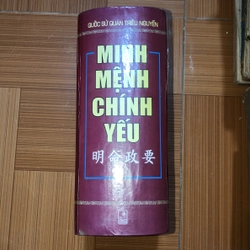 QUỐC SỬ QUÁN TRIỀU NGUYỄN
MINH
MỆNH
CHÍNH
YẾU
明命政要